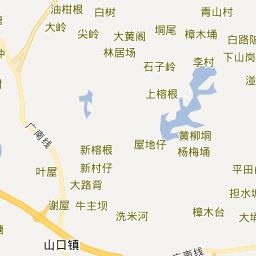 油柑根
白树
青山村
大岭
尖岭
大黄阁
垌尾
樟木埇
林居场
白路
李村
下山岗
石子岭
上榕根
广南线
黄柳垌
新榕根
屋地仔
杨梅埇
叶屋
新村仔
平田
大路背
担水
谢屋
牛主坝
洗米河
樟木台
山口镇
广南线